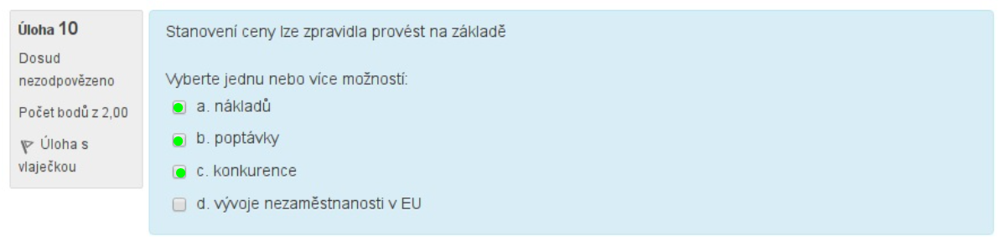 Úloha 10
Dosud
nezodpovězeno
Počet bodů z 2,00
Úloha s
vlaječkou
Stanovení ceny lze zpravidla provést na základě
Vyberte jednu nebo více možností:
a. nákladů
b. poptávky
c. konkurence
d. vývoje nezaměstnanosti v EU